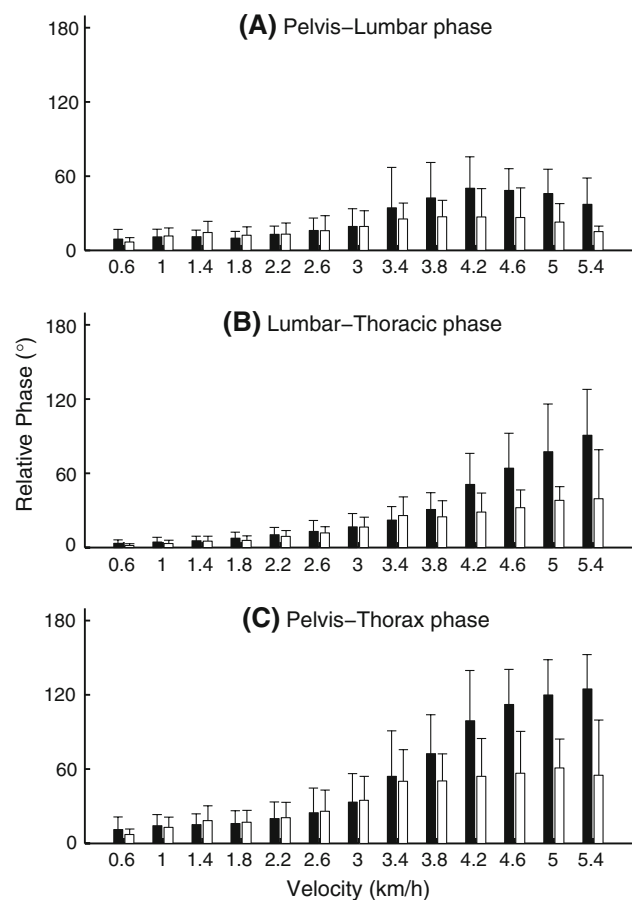 (A) Pelvis–Lumbar phase
180
120
60
0
0.6 1 1.4 1.8 2.2 2.6 3 3.4 3.8 4.2 4.6 5 5.4
(B) Lumbar–Thoracic phase
180
120
60
0
0.6 1 1.4 1.8 2.2 2.6 3 3.4 3.8 4.2 4.6 5 5.4
Relative Phase (°)
(C) Pelvis–Thorax phase
180
120
60
0
0.6 1 1.4 1.8 2.2 2.6 3 3.4 3.8 4.2 4.6 5 5.4
Velocity (km/h)